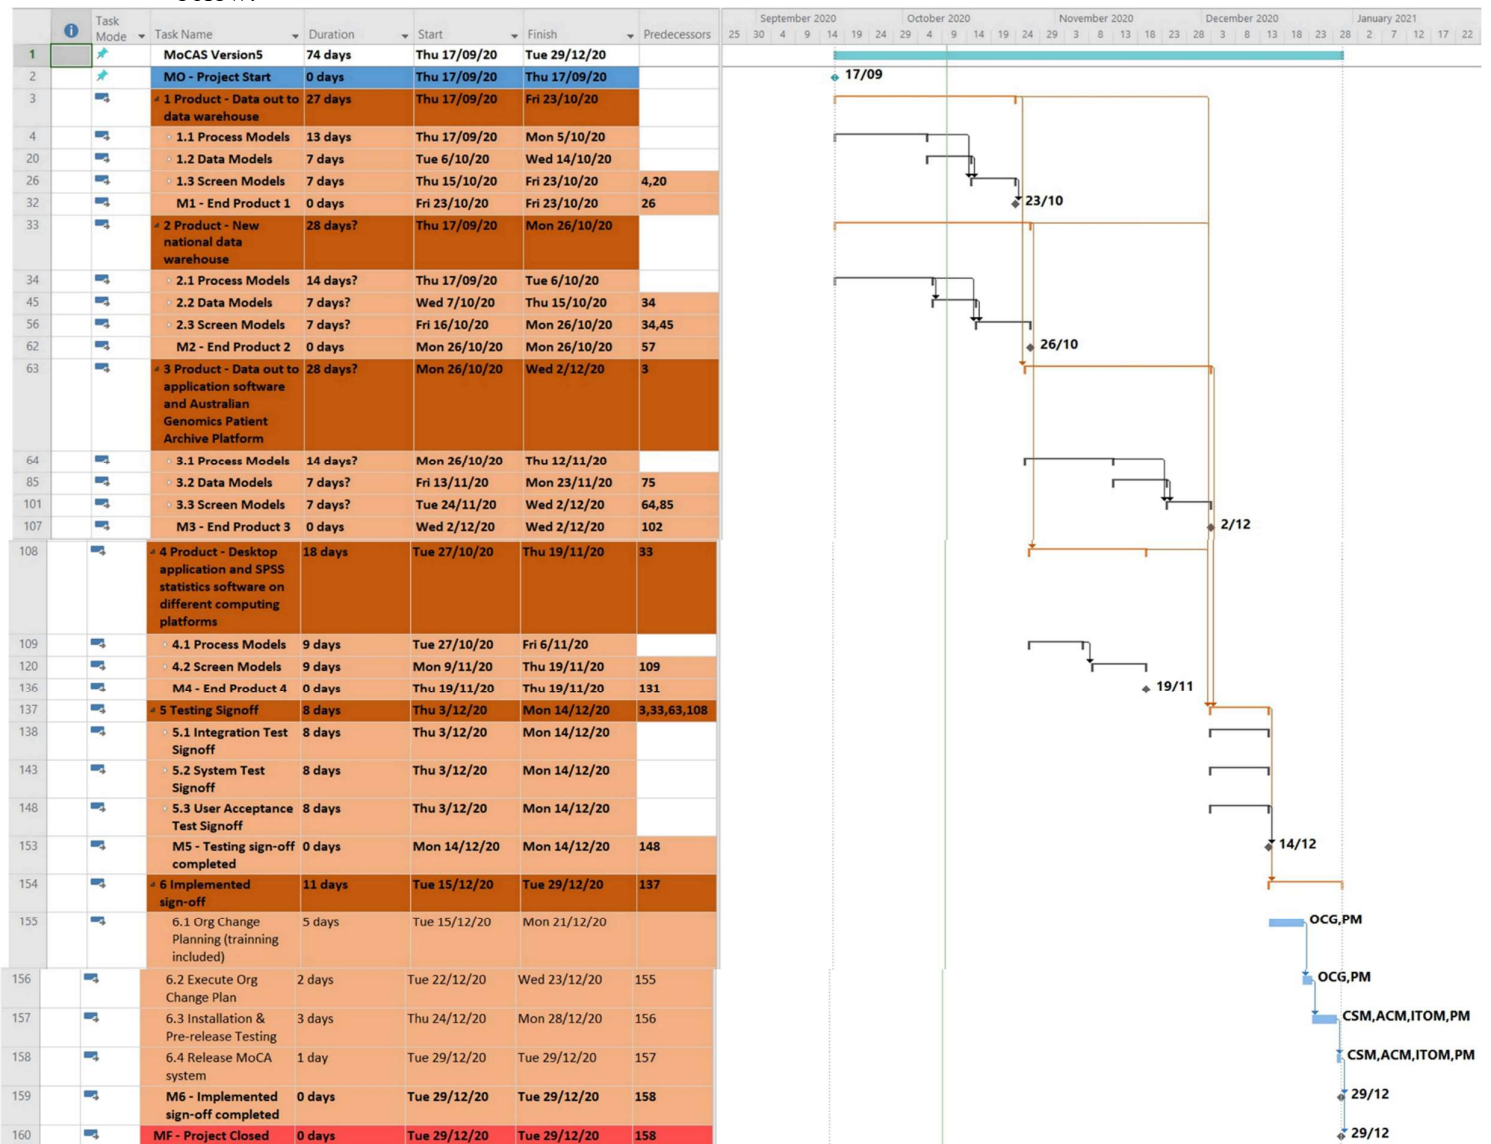 September 2020 October 2020 November 2020 December 2020 January 2021
Task
Mode Task Name Duration Start Finish Predecessors 25 30 4 9 14 19 24 29 4 9 14 19 24 29 3 8 13 18 23 28 3 8 13 18 23 28 2 7 12 17 22
1 MoCAS Version5 74 days Thu 17/09/20 Tue 29/12/20
2 MO - Project Start 0 days Thu 17/09/20 Thu 17/09/20 17/09
3 1 Product - Data out to 27 days Thu 17/09/20 Fri 23/10/20
data warehouse
4 1.1 Process Models 13 days Thu 17/09/20 Mon 5/10/20
20 1.2 Data Models 7 days Tue 6/10/20 Wed 14/10/20
26 1.3 Screen Models 7 days Thu 15/10/20 Fri 23/10/20 4,20
32 M1 - End Product 1 0 days Fri 23/10/20 Fri 23/10/20 26 23/10
33 2 Product - New 28 days? Thu 17/09/20 Mon 26/10/20
national data
warehouse
34 2.1 Process Models 14 days? Thu 17/09/20 Tue 6/10/20
45 2.2 Data Models 7 days? Wed 7/10/20 Thu 15/10/20 34
56 2.3 Screen Models 7 days? Fri 16/10/20 Mon 26/10/20 34,45
62 M2 - End Product 2 0 days Mon 26/10/20 Mon 26/10/20 57 26/10
63 3 Product - Data out to 28 days? Mon 26/10/20 Wed 2/12/20 3
application software
and Australian
Genomics Patient
Archive Platform
64 3.1 Process Models 14 days? Mon 26/10/20 Thu 12/11/20
85 3.2 Data Models 7 days? Fri 13/11/20 Mon 23/11/20 75
101 3.3 Screen Models 7 days? Tue 24/11/20 Wed 2/12/20 64,85
107 M3 - End Product 3 0 days Wed 2/12/20 Wed 2/12/20 102 2/12
108 4 Product - Desktop 18 days Tue 27/10/20 Thu 19/11/20 33
application and SPSS
statistics software on
different computing
platforms
109 4.1 Process Models 9 days Tue 27/10/20 Fri 6/11/20
120 4.2 Screen Models 9 days Mon 9/11/20 Thu 19/11/20 109
136 M4 - End Product 4 0 days Thu 19/11/20 Thu 19/11/20 131 19/11
137 5 Testing Signoff 8 days Thu 3/12/20 Mon 14/12/20 3,33,63,108
138 5.1 Integration Test 8 days Thu 3/12/20 Mon 14/12/20
Signoff
143 5.2 System Test 8 days Thu 3/12/20 Mon 14/12/20
Signoff
148 5.3 User Acceptance 8 days Thu 3/12/20 Mon 14/12/20
Test Signoff
153 M5 - Testing sign-off 0 days Mon 14/12/20 Mon 14/12/20 148 14/12
completed
154 6 Implemented 11 days Tue 15/12/20 Tue 29/12/20 137
sign-off
155 6.1 Org Change 5 days Tue 15/12/20 Mon 21/12/20 OCG,PM
Planning (trainning
included)
156 6.2 Execute Org 2 days Tue 22/12/20 Wed 23/12/20 155 OCG,PM
Change Plan
157 6.3 Installation & 3 days Thu 24/12/20 Mon 28/12/20 156 CSM,ACM,ITOM,PM
Pre-release Testing
158 6.4 Release MoCA 1 day Tue 29/12/20 Tue 29/12/20 157 CSM,ACM,ITOM,PM
system
159 M6 - Implemented 0 days Tue 29/12/20 Tue 29/12/20 158 29/12
sign-off completed
160 MF - Project Closed 0 days Tue 29/12/20 Tue 29/12/20 158 29/12